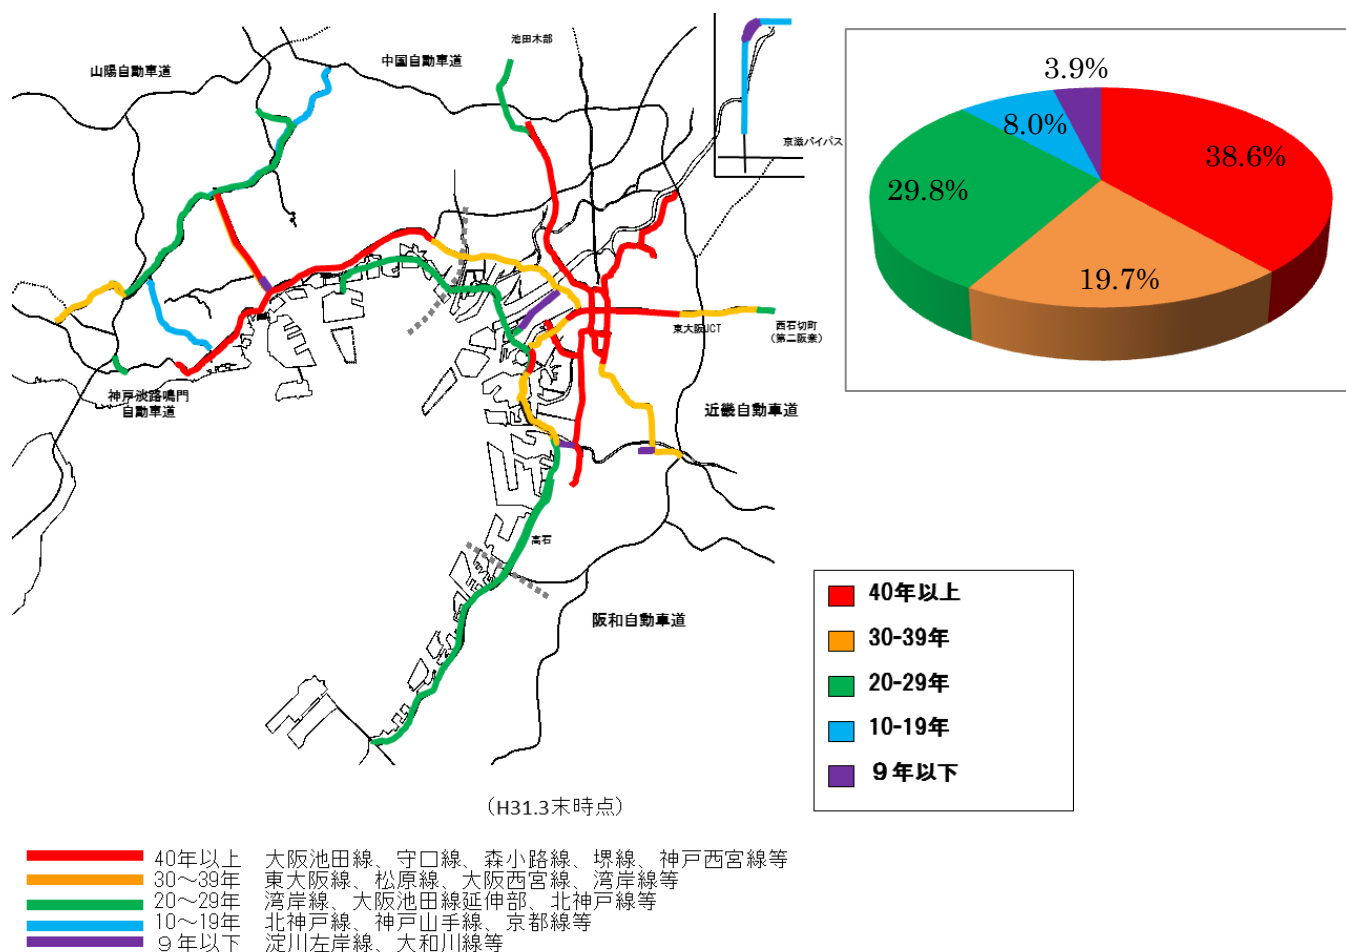 池田木部
山陽自動車道
中国自動車道
京滋バイパス
東大阪JCT
西石切町
(第二阪奈)
神戸淡路鳴門
自動車道
近畿自動車道
高石
阪和自動車道
(H31.3末時点)
3.9%
8.0%
38.6%
29.8%
19.7%
40年以上
30-39年
20-29年
10-19年
９年以下
40年以上 大阪池田線、守口線、森小路線、堺線、神戸西宮線等
30～39年 東大阪線、松原線、大阪西宮線、湾岸線等
20～29年 湾岸線、大阪池田線延伸部、北神戸線等
10～19年 北神戸線、神戸山手線、京都線等
９年以下 淀川左岸線、大和川線等